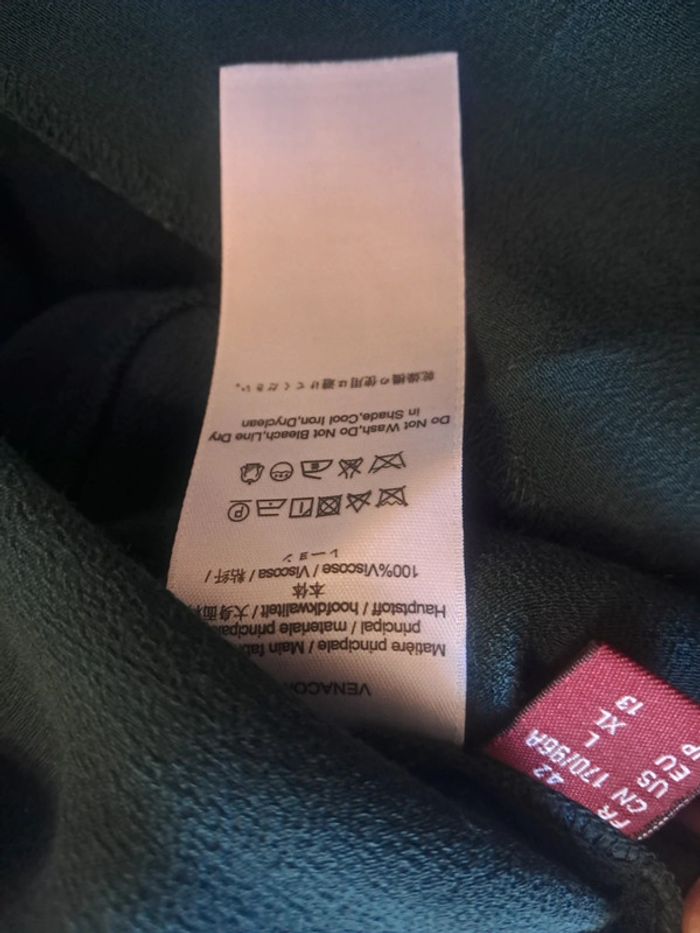 VENACO
Matière principale / Main fab
principal / materiale principale
Hauptstoff / hoofdkwaliteit / 大身面料
本体
100%Viscose / Viscosa / 粘纤 /
レーヨン
P
Do Not Wash,Do Not Bleach,Line Dry
in Shade,Cool Iron,Dryclean
乾燥機の使用は避けてください。
FR 42
CN 170/96A
US L
EU XL
13